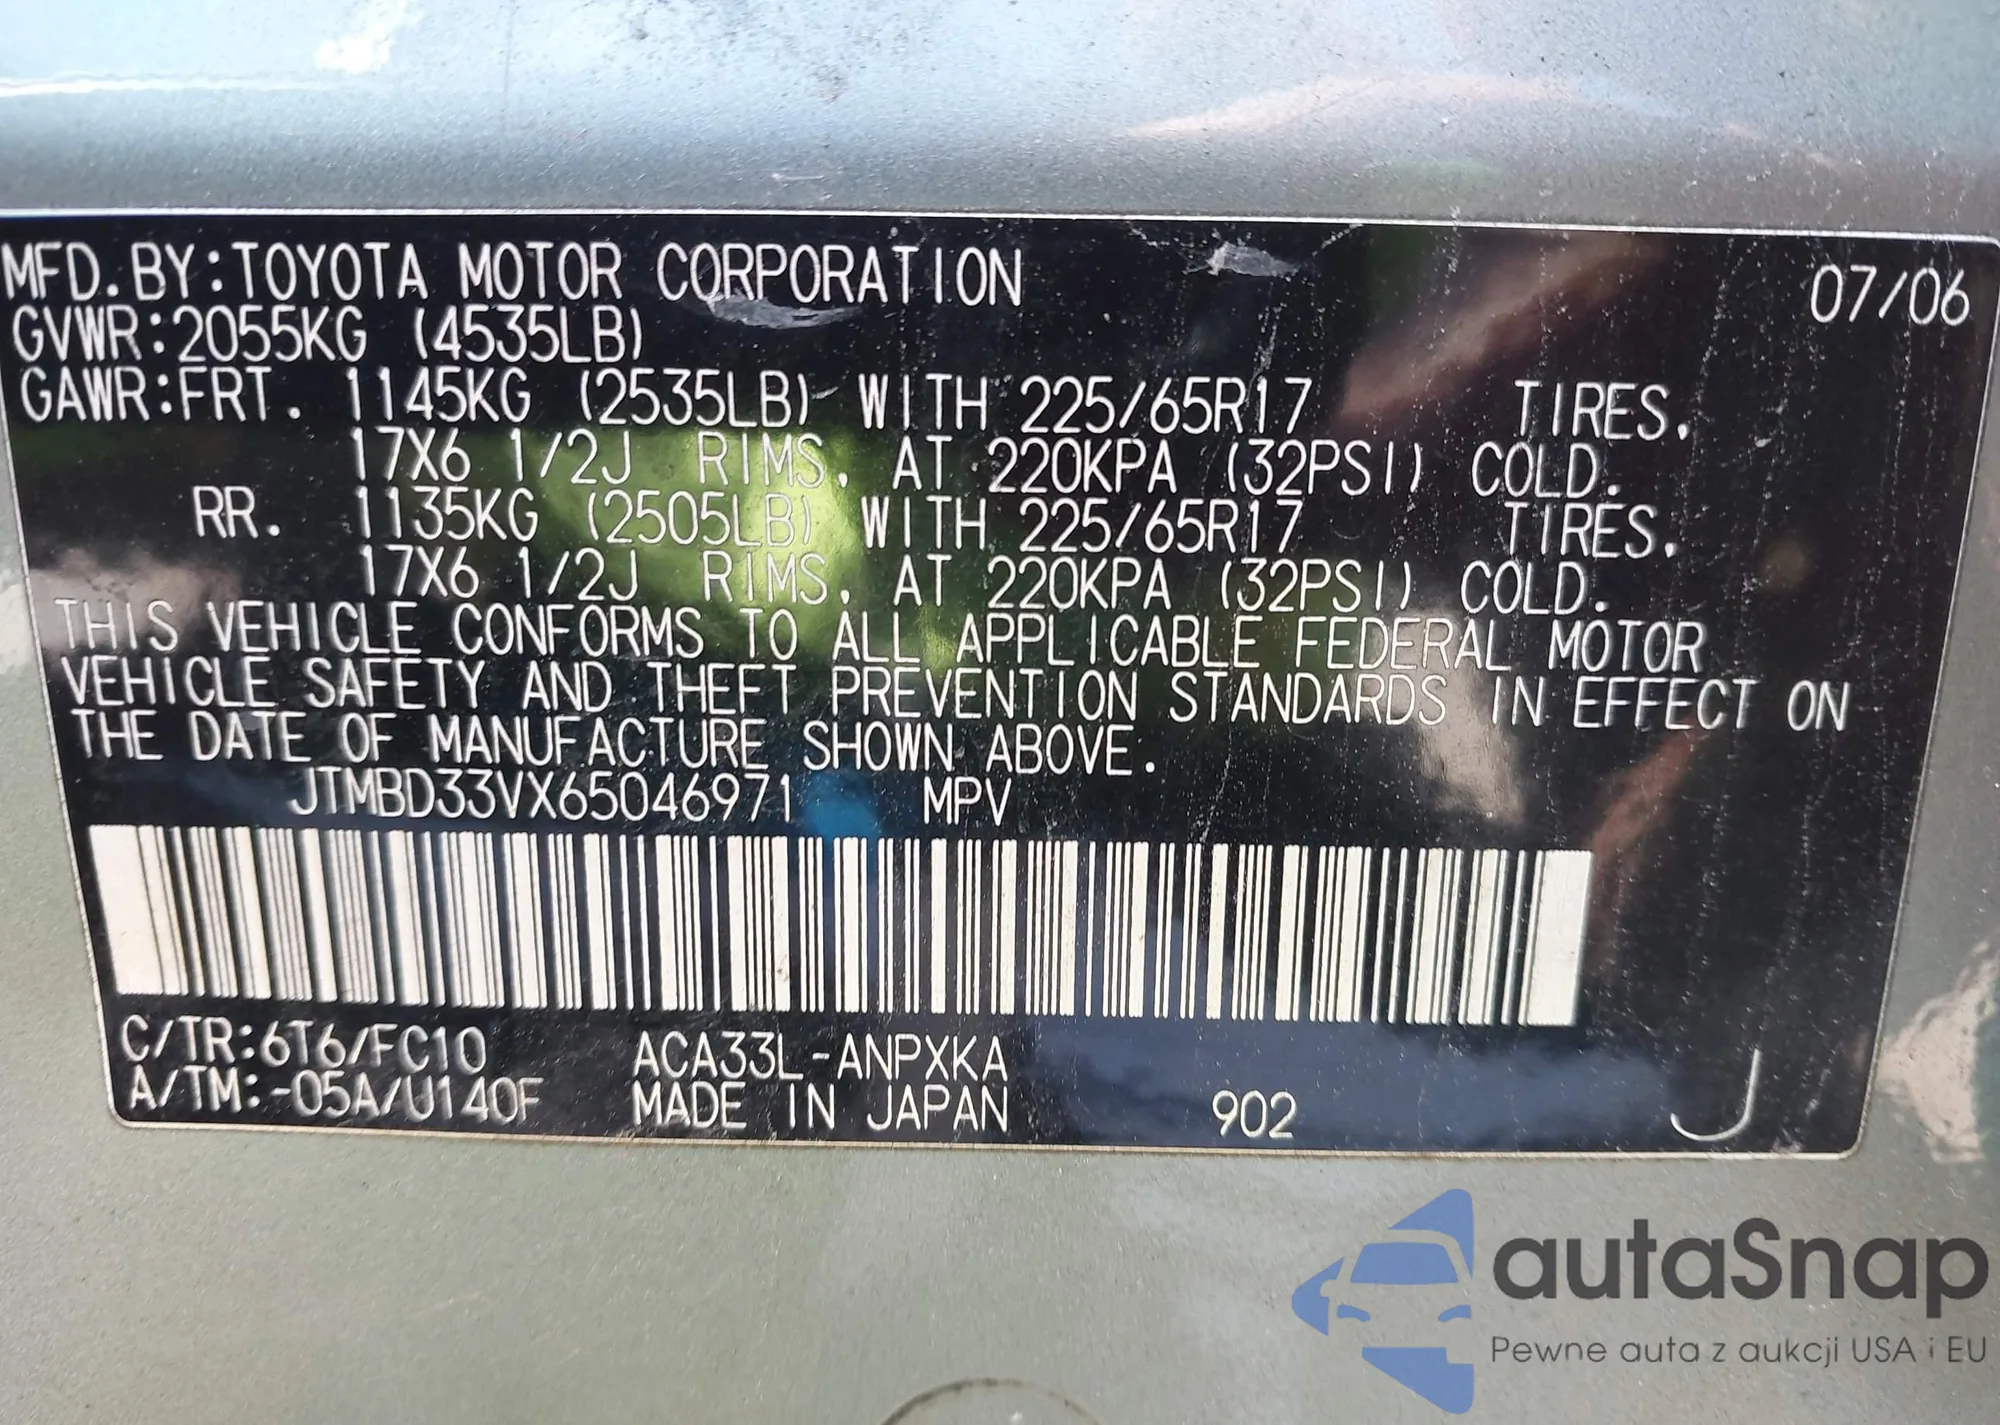 MFD.BY:TOYOTA MOTOR CORPORATION 07/06
GVWR:2055KG (4535LB)
GAWR:FRT. 1145KG (2535LB) WITH 225/65R17 TIRES.
17X6 1/2J RIMS, AT 220KPA (32PSI) COLD.
RR. 1135KG (2505LB) WITH 225/65R17 TIRES.
17X6 1/2J RIMS, AT 220KPA (32PSI) COLD.
THIS VEHICLE CONFORMS TO ALL APPLICABLE FEDERAL MOTOR
VEHICLE SAFETY AND THEFT PREVENTION STANDARDS IN EFFECT ON
THE DATE OF MANUFACTURE SHOWN ABOVE.
JTMBD33VX65046971 MPV
C/TR:6T6/FC10 ACA33L-ANPXKA
A/TM:-05A/U140F MADE IN JAPAN 902 J
autaSnap
Pewne auta z aukcji USA i EU